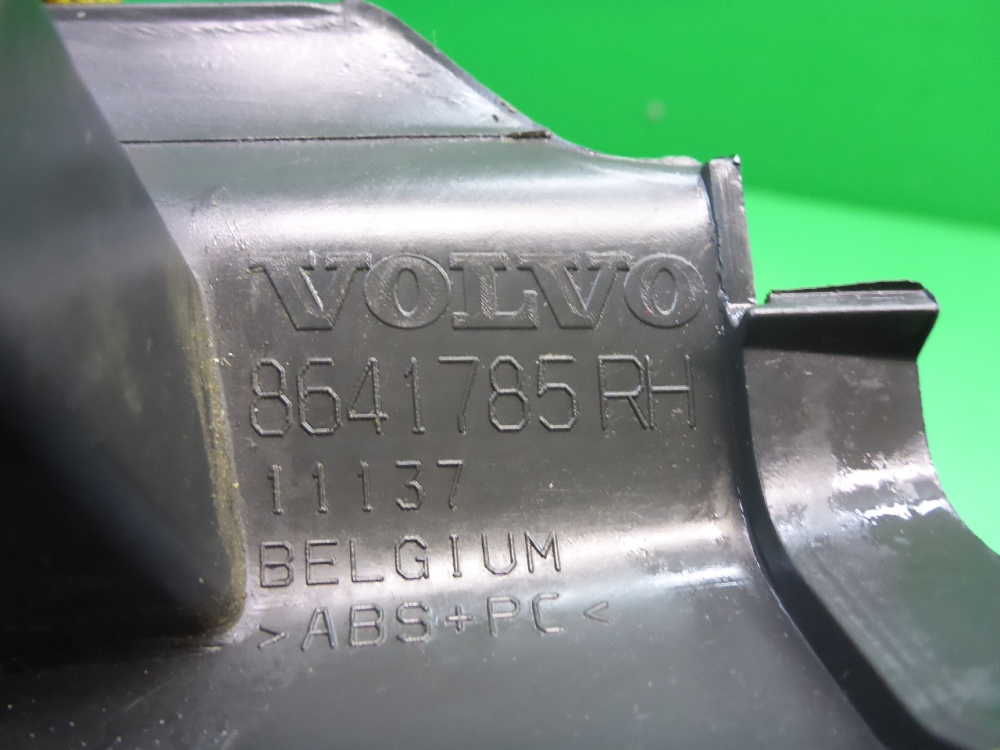 VOLVO
8641785RH
11137
BELGIUM
>ABS+PC<